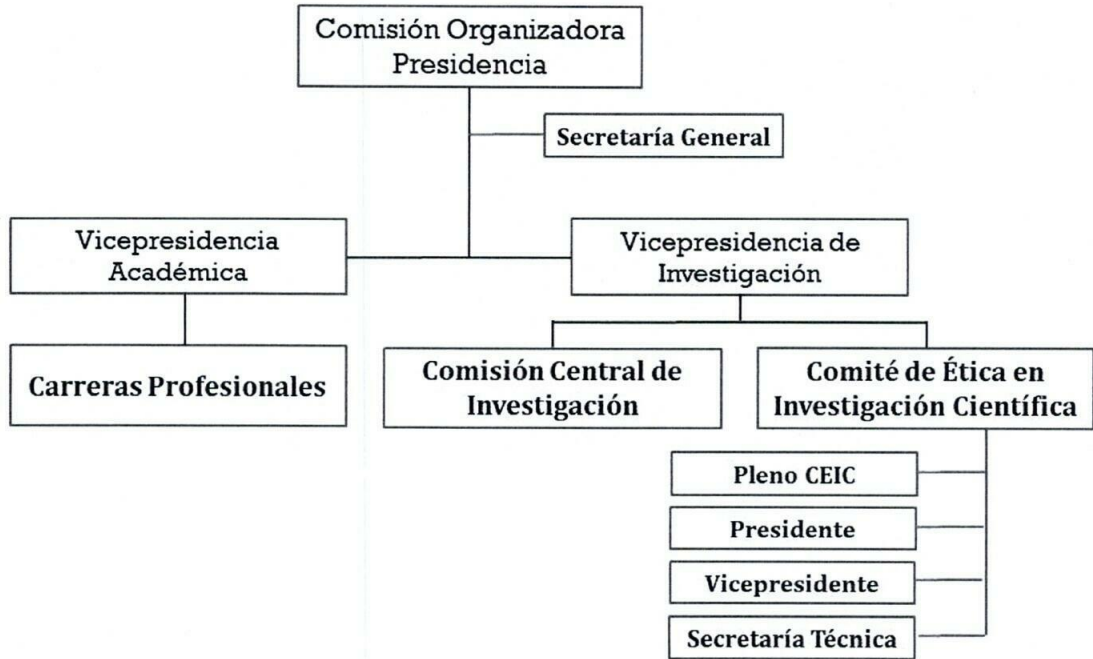 Comisión Organizadora
Presidencia
Secretaría General
Vicepresidencia
Académica
Vicepresidencia de
Investigación
Carreras Profesionales
Comisión Central de
Investigación
Comité de Ética en
Investigación Científica
Pleno CEIC
Presidente
Vicepresidente
Secretaría Técnica